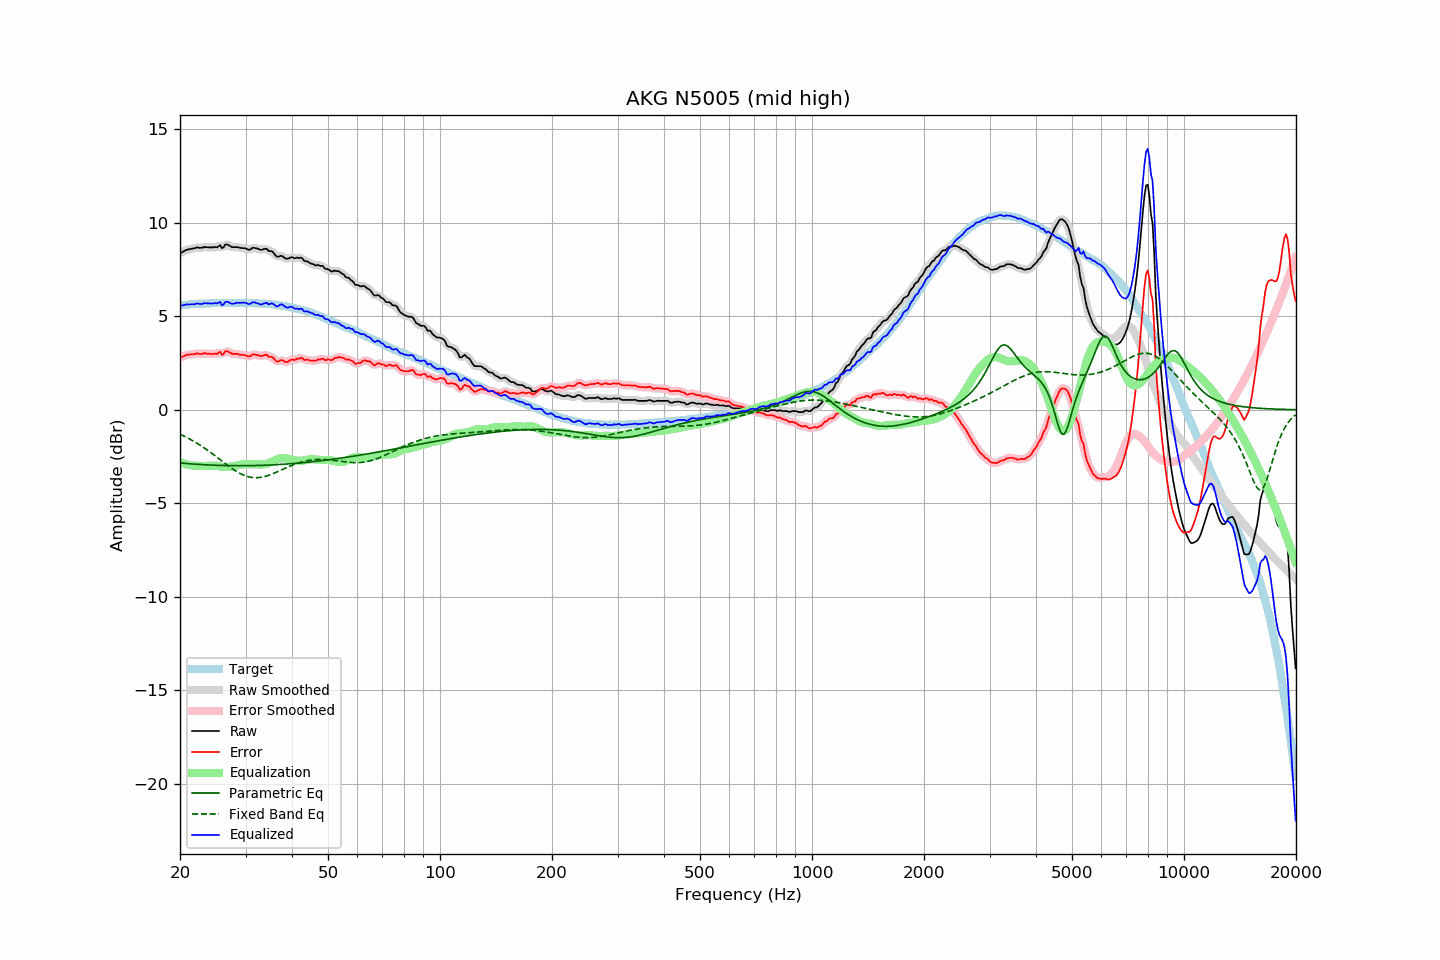 AKG N5005 (mid high)
Amplitude (dBr)
15
10
5
0
−5
−10
−15
−20
Target
Raw Smoothed
Error Smoothed
Raw
Error
Equalization
Parametric Eq
Fixed Band Eq
Equalized
20 50 100 200 500 1000 2000 5000 10000 20000
Frequency (Hz)